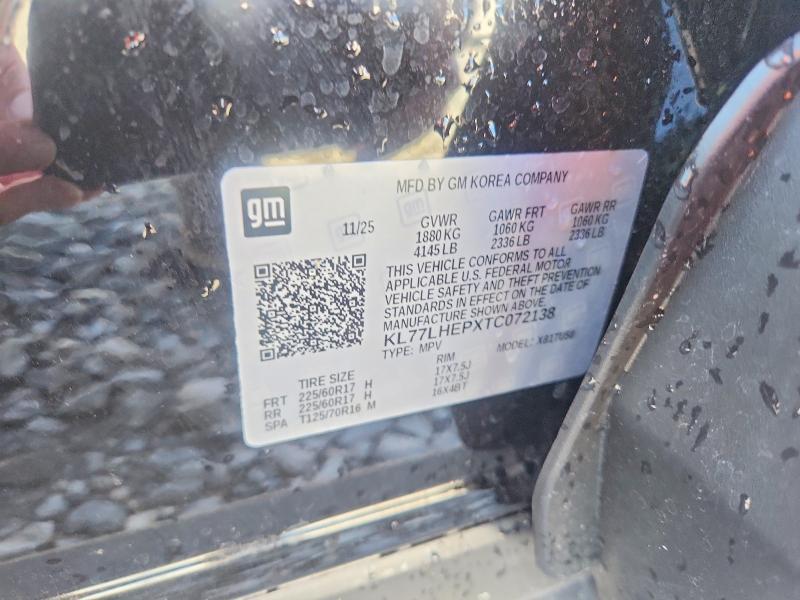 gm
MFD BY GM KOREA COMPANY
11/25
GVWR GAWR FRT GAWR RR
1880 KG 1060 KG 1060 KG
4145 LB 2336 LB 2336 LB
THIS VEHICLE CONFORMS TO ALL
APPLICABLE U.S. FEDERAL MOTOR
VEHICLE SAFETY AND THEFT PREVENTION
STANDARDS IN EFFECT ON THE DATE OF
MANUFACTURE SHOWN ABOVE.
KL77LHEPXTC072138
TYPE: MPV MODEL:
TIRE SIZE RIM
FRT 225/60R17 H 17X7.5J
RR 225/60R17 H 17X7.5J
SPA T125/70R16 M 16X4BT